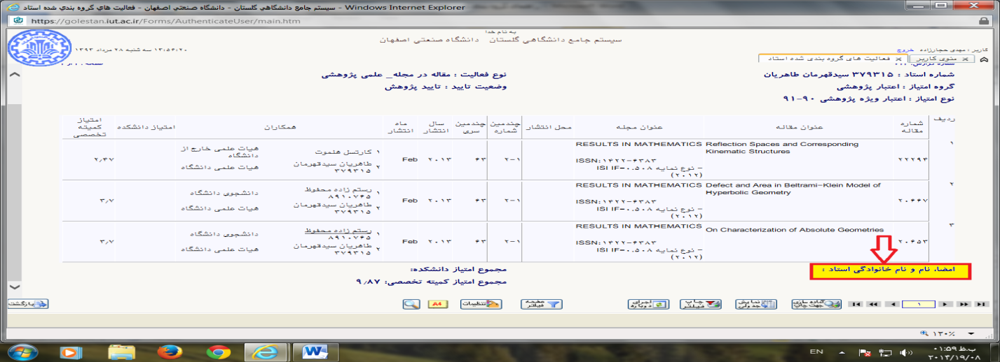 سیستم جامع دانشگاهي گلستان - دانشگاه صنعتي اصفهان - فعاليت هاي گروه بندي شده استاد - Windows Internet Explorer
https://golestan.iut.ac.ir/Forms/AuthenticateUser/main.htm
به نام خدا
سیستم جامع دانشگاهی گلستان دانشگاه صنعتی اصفهان
کاربر : مهدی حجارزاده خروج
۱۳:۵۶:۲۰ سه شنبه ۲۸ مرداد ۱۳۹۳
منوی کاربر
فعالیت های گروه بندی شده استاد
شماره استاد : ۳۷۹۳۱۵ سیدقهرمان طاهریان
نوع فعالیت : مقاله در مجله_ علمی پژوهشی
گروه امتیاز : اعتبار پژوهشی
وضعیت تایید : تایید پژوهش
نوع امتیاز : اعتبار ویژه پژوهشی ۹۰-۹۱
ردیف شماره مقاله عنوان مقاله عنوان مجله محل انتشار چندمین شماره چندمین سری سال انتشار ماه انتشار همکاران امتیاز دانشکده امتیاز کمیته تخصصی
۱ ۲۲۲۹۴ Reflection Spaces and Corresponding Kinematic Structures
RESULTS IN MATHEMATICS
ISSN:۱۴۲۲-۶۳۸۳
- نوع نمایه ISI IF=۰.۵۰۸
(۲۰۱۲)
۲-۱ ۶۳ ۲۰۱۳ Feb
۱ کارتسل هلموت هیات علمی خارج از دانشگاه
۲ طاهریان سیدقهرمان ۳۷۹۳۱۵ هیات علمی دانشگاه
۲٫۴۷
۲ ۲۰۶۶۷ Defect and Area in Beltrami-Klein Model of Hyperbolic Geometry
RESULTS IN MATHEMATICS
ISSN:۱۴۲۲-۶۳۸۳
- نوع نمایه ISI IF=۰.۵۰۸
(۲۰۱۲)
۲-۱ ۶۳ ۲۰۱۳ Feb
۱ رستم زاده محفوظ ۸۹۱۰۷۶۵ دانشجوی دانشگاه
۲ طاهریان سیدقهرمان ۳۷۹۳۱۵ هیات علمی دانشگاه
۳٫۷
۳ ۲۰۶۵۳ On Characterization of Absolute Geometries
RESULTS IN MATHEMATICS
ISSN:۱۴۲۲-۶۳۸۳
- نوع نمایه ISI IF=۰.۵۰۸
(۲۰۱۲)
۲-۱ ۶۳ ۲۰۱۳ Feb
۱ رستم زاده محفوظ ۸۹۱۰۷۶۵ دانشجوی دانشگاه
۲ طاهریان سیدقهرمان ۳۷۹۳۱۵ هیات علمی دانشگاه
۳٫۷
امضاء نام و نام خانوادگی استاد :
مجموع امتیاز دانشکده:
مجموع امتیاز کمیته تخصصی: ۹٫۸۷
۱
آماده سازی جهت چاپ
نمایش جدولی
چاپ فیلتر
اجرای دوباره
صفحه فیلتر
تنظیمات
A4
بازگشت
۱۳۰%
EN
ب.ظ ۰۱:۵۹
۲۰۱۴/۱۹/۰۸